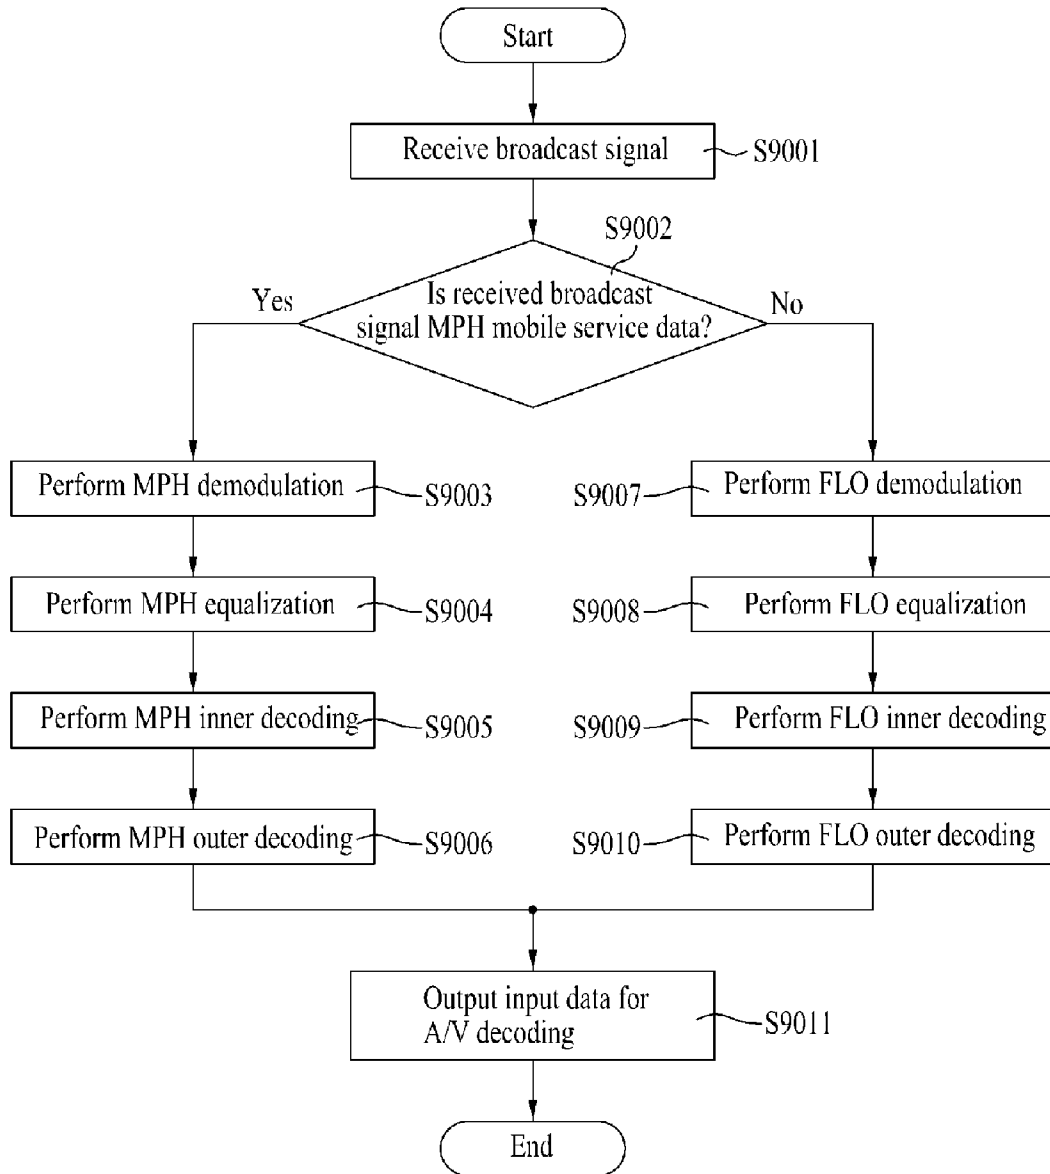 Start
Receive broadcast signal
S9001
S9002
Yes
Is received broadcast
signal MPH mobile service data?
No
Perform MPH demodulation
S9003
S9007
Perform FLO demodulation
Perform MPH equalization
S9004
S9008
Perform FLO equalization
Perform MPH inner decoding
S9005
S9009
Perform FLO inner decoding
Perform MPH outer decoding
S9006
S9010
Perform FLO outer decoding
Output input data for
A/V decoding
S9011
End